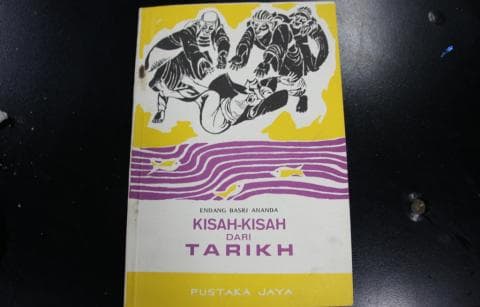 ENDANG BASRI ANANDA
KISAH-KISAH
DARI
TARIKH
PUSTAKA JAYA